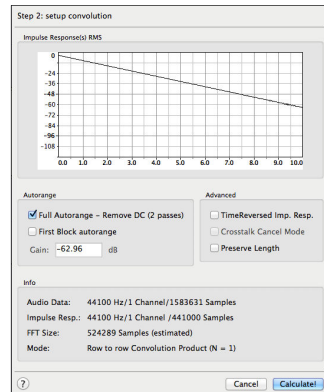 Step 2: setup convolution
Impulse Response(s) RMS
0
-24
-36
-48
-60
-72
-84
-96
-108
0.0 1.0 2.0 3.0 4.0 5.0 6.0 7.0 8.0 9.0 10.0
Autorange
Full Autorange - Remove DC (2 passes)
First Block autorange
Gain: -62.96 dB
Advanced
TimeReversed Imp. Resp.
Crosstalk Cancel Mode
Preserve Length
Info
Audio Data: 44100 Hz/1 Channel/1583631 Samples
Impulse Resp.: 44100 Hz/1 Channel /441000 Samples
FFT Size: 524289 Samples (estimated)
Mode: Row to row Convolution Product (N = 1)
?
Cancel
Calculate!